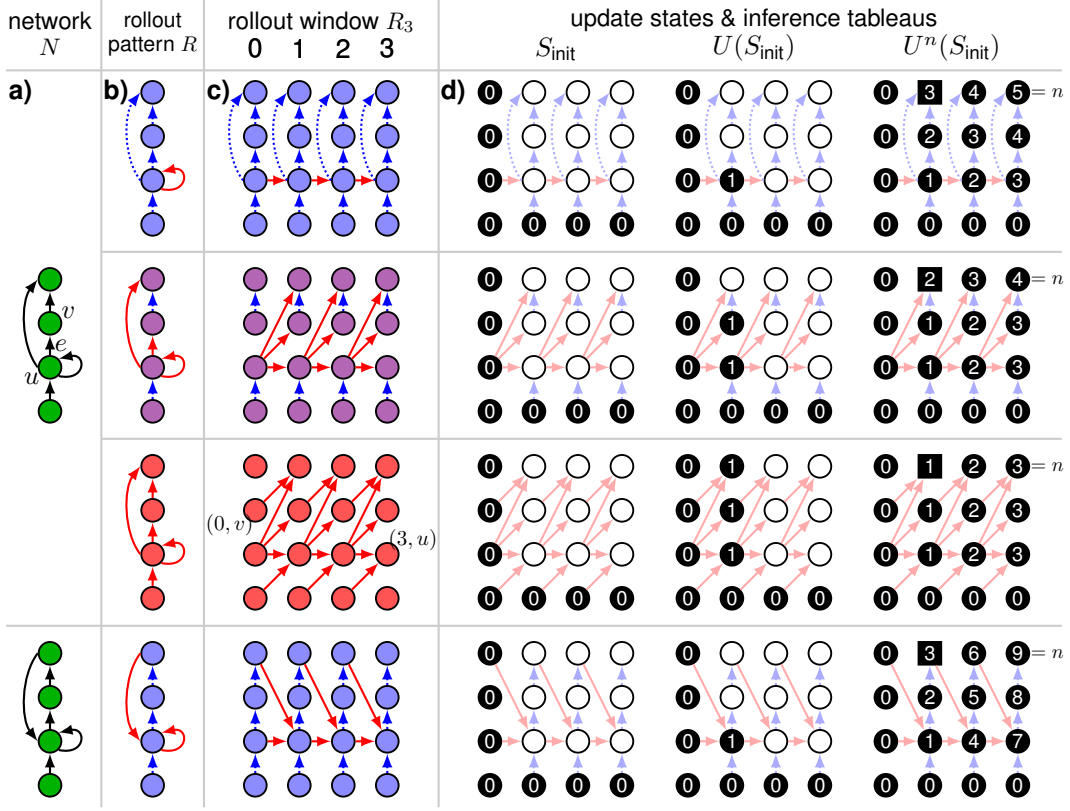 network N
rollout pattern R
rollout window R₃
0 1 2 3
update states & inference tableaus
S_init U(S_init) Uⁿ(S_init)
a) b) c) d)
0 0 0 3 4 5 = n
0 0 0 2 3 4
0 0 1 0 1 2 3
0 0 0 0 0 0 0 0 0 0 0 0
0 0 0 2 3 4 = n
v
0 0 1 0 1 2 3
e
u
0 0 1 0 1 2 3
0 0 0 0 0 0 0 0 0 0 0 0
0 0 1 0 1 2 3 = n
(0, v)
0 0 1 0 1 2 3
(3, u)
0 0 1 0 1 2 3
0 0 0 0 0 0 0 0 0 0 0 0
0 0 0 3 6 9 = n
0 0 0 2 5 8
0 0 1 0 1 4 7
0 0 0 0 0 0 0 0 0 0 0 0